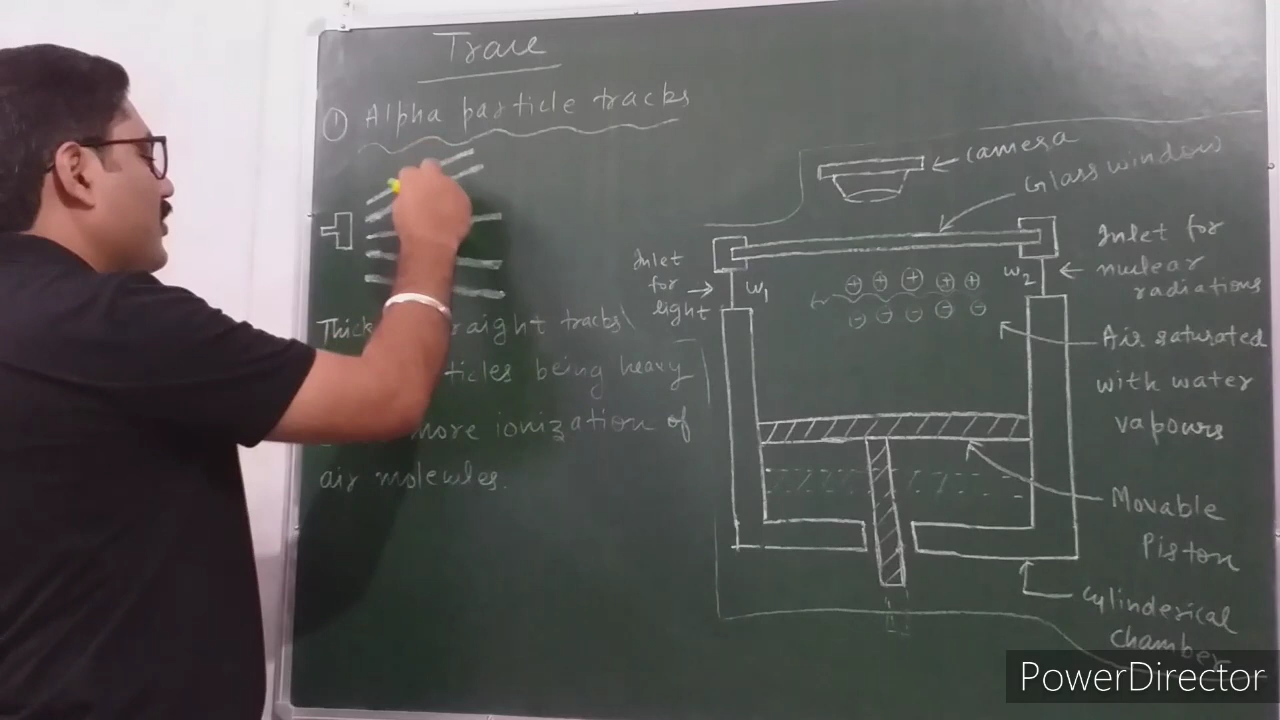 Trace
① Alpha particle tracks
Thick raight tracks
ticles being heavy
more ionization of
air molecules.
Camera
Glass window
Inlet
for
light
W1
W2
Inlet for
nuclear
radiations
+ + + + +
- - - - -
Air saturated
with water
vapours
Movable
Piston
Cylinderical
chamber
PowerDirector